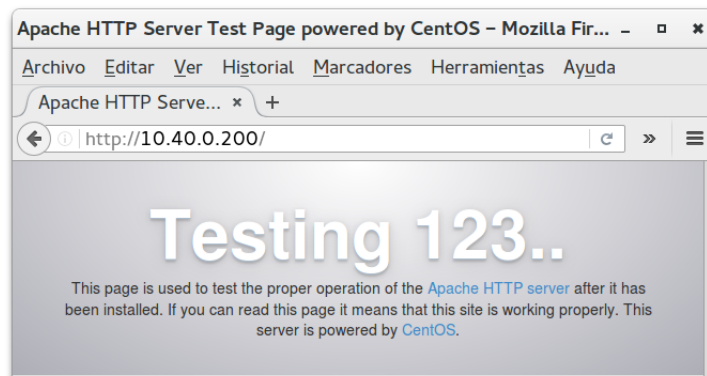 Apache HTTP Server Test Page powered by CentOS – Mozilla Fir...
Archivo Editar Ver Historial Marcadores Herramientas Ayuda
Apache HTTP Serve...
http://10.40.0.200/
Testing 123..
This page is used to test the proper operation of the Apache HTTP server after it has
been installed. If you can read this page it means that this site is working properly. This
server is powered by CentOS.